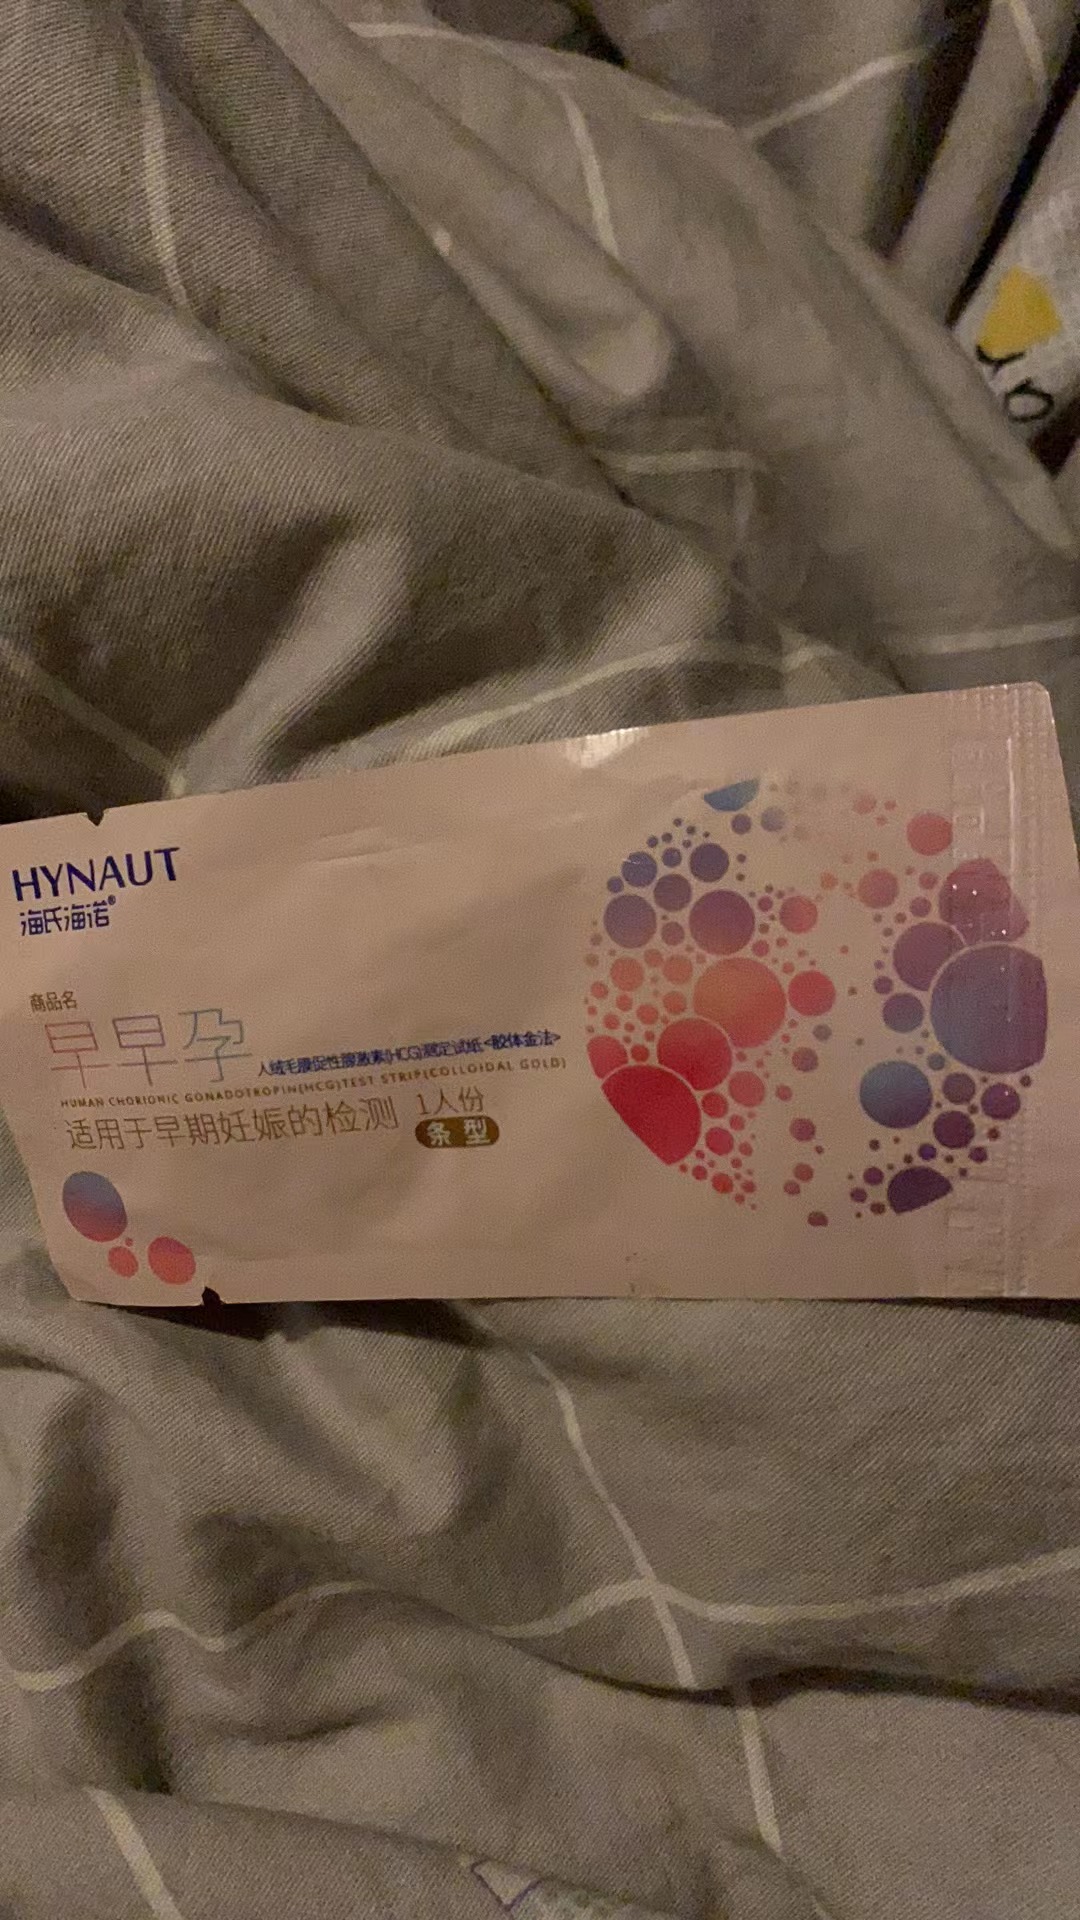 HYNAUT
海氏海诺®
商品名
早早孕 人绒毛膜促性腺激素(HCG)测定试纸<胶体金法>
HUMAN CHORIONIC GONADOTROPIN(HCG)TEST STRIP(COLLOIDAL GOLD)
适用于早期妊娠的检测 1人份
条型